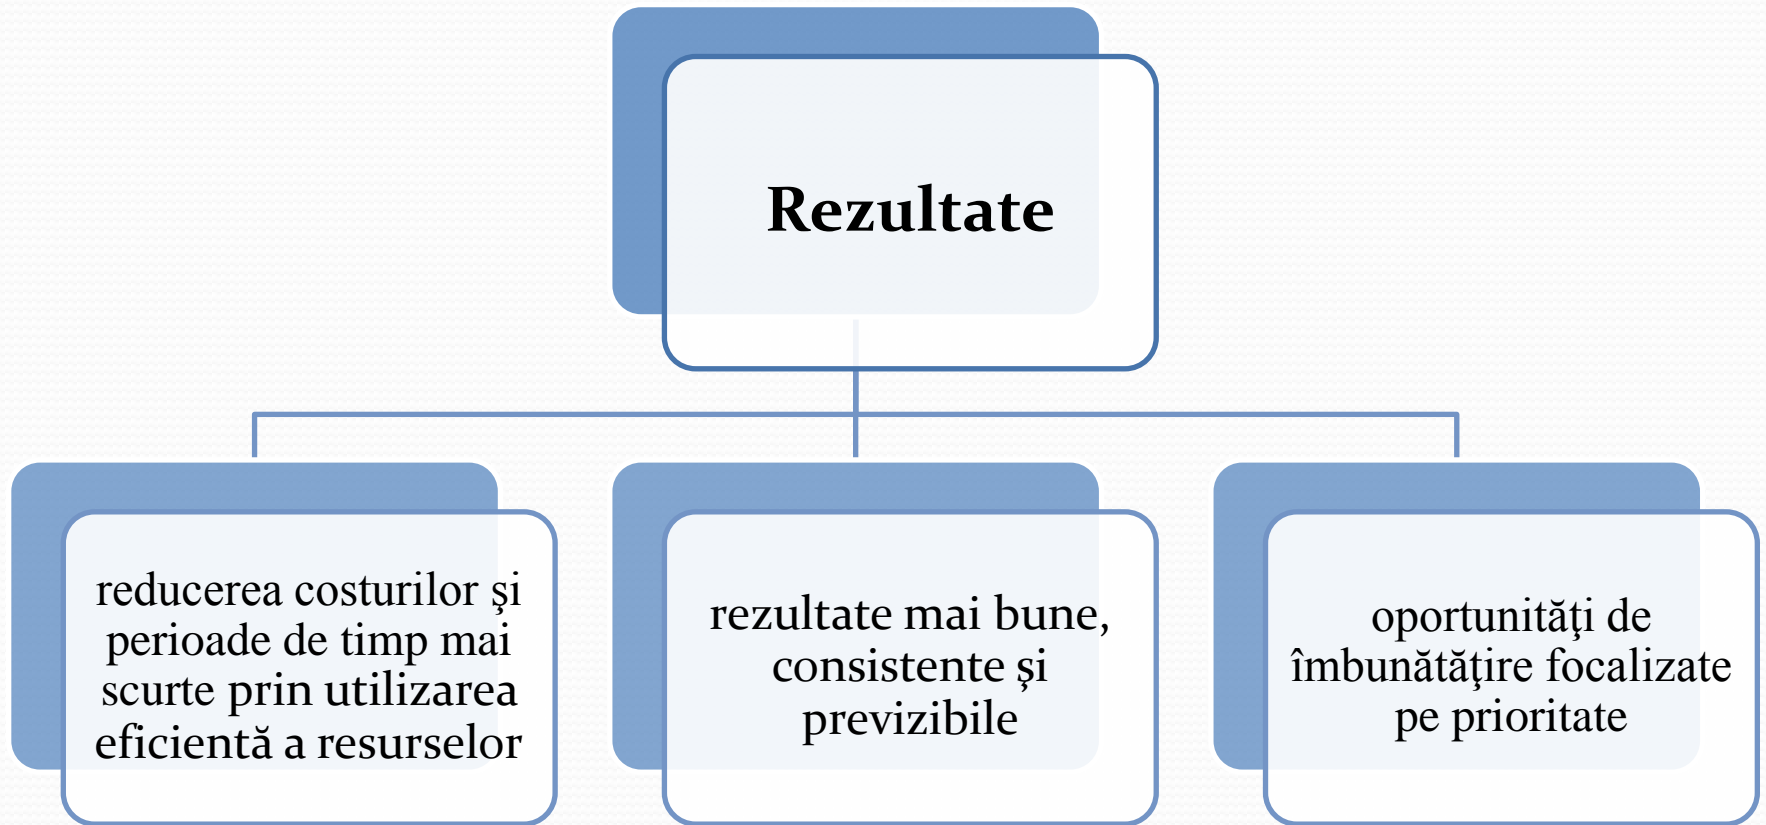 Rezultate
reducerea costurilor şi
perioade de timp mai
scurte prin utilizarea
eficientă a resurselor
rezultate mai bune,
consistente şi
previzibile
oportunităţi de
îmbunătăţire focalizate
pe prioritate